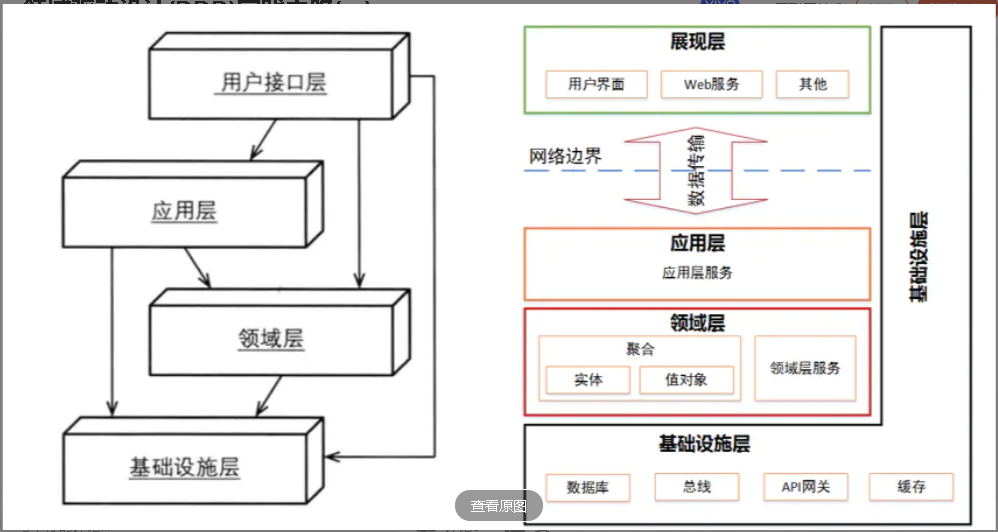 用户接口层
应用层
领域层
基础设施层
展现层
用户界面
Web服务
其他
网络边界
数据传输
应用层
应用层服务
领域层
聚合
实体
值对象
领域层服务
基础设施层
基础设施层
数据库
总线
API网关
缓存
查看原图